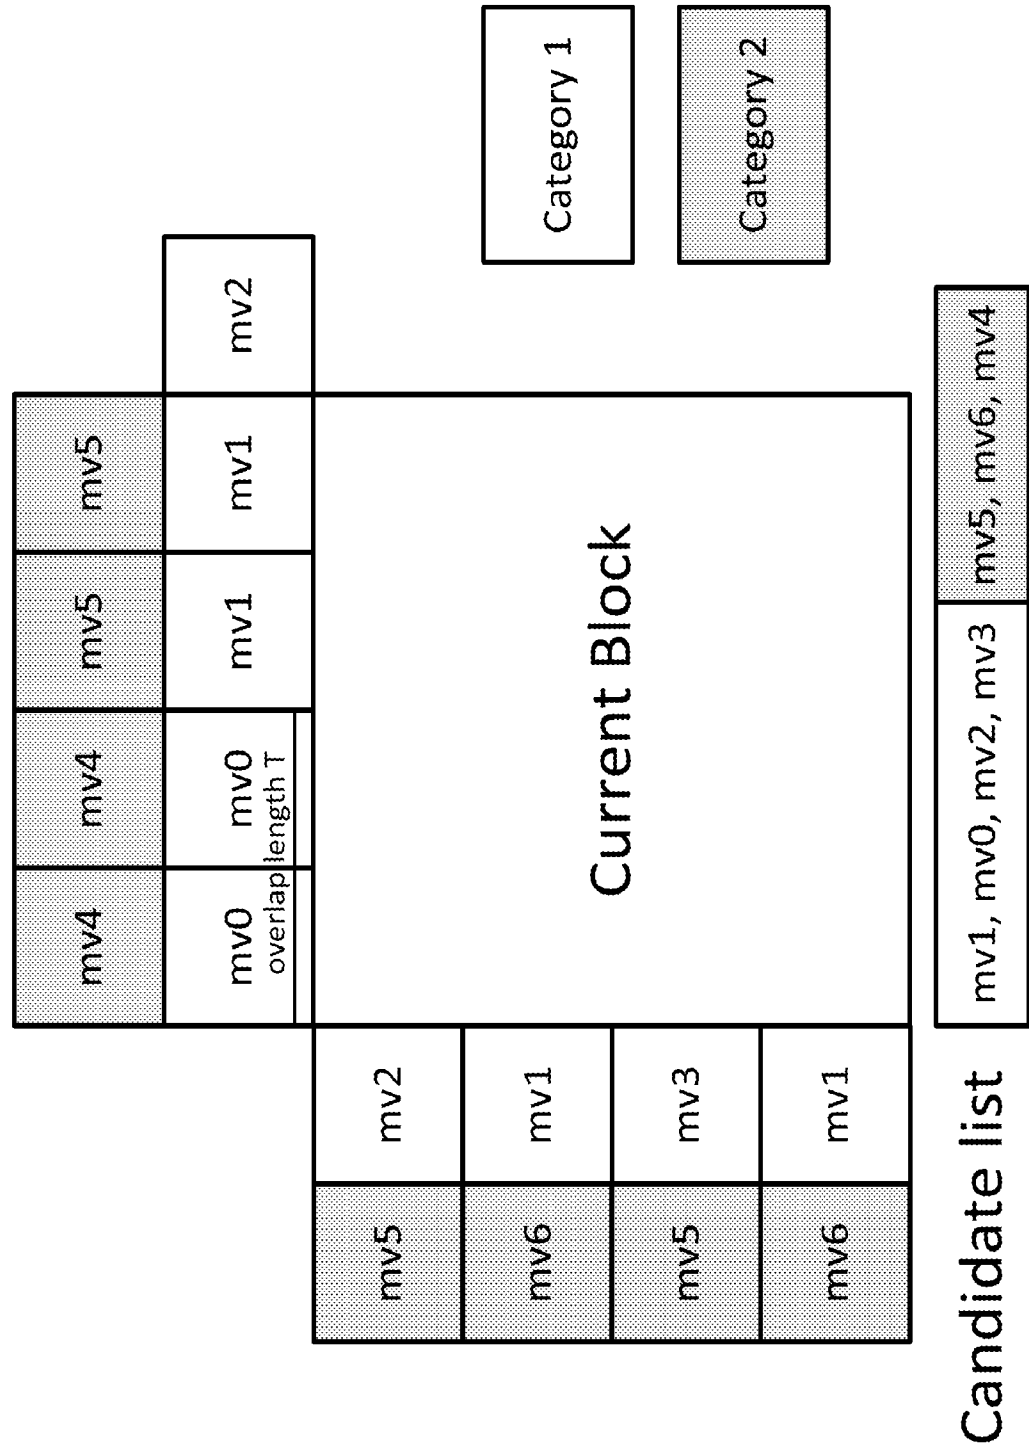 mv4 mv4 mv5 mv5
mv0 mv0 mv1 mv1 mv2
overlap length T
mv5 mv2
mv6 mv1
Category 1
Current Block
mv5 mv3
Category 2
mv6 mv1
Candidate list mv1, mv0, mv2, mv3 mv5, mv6, mv4